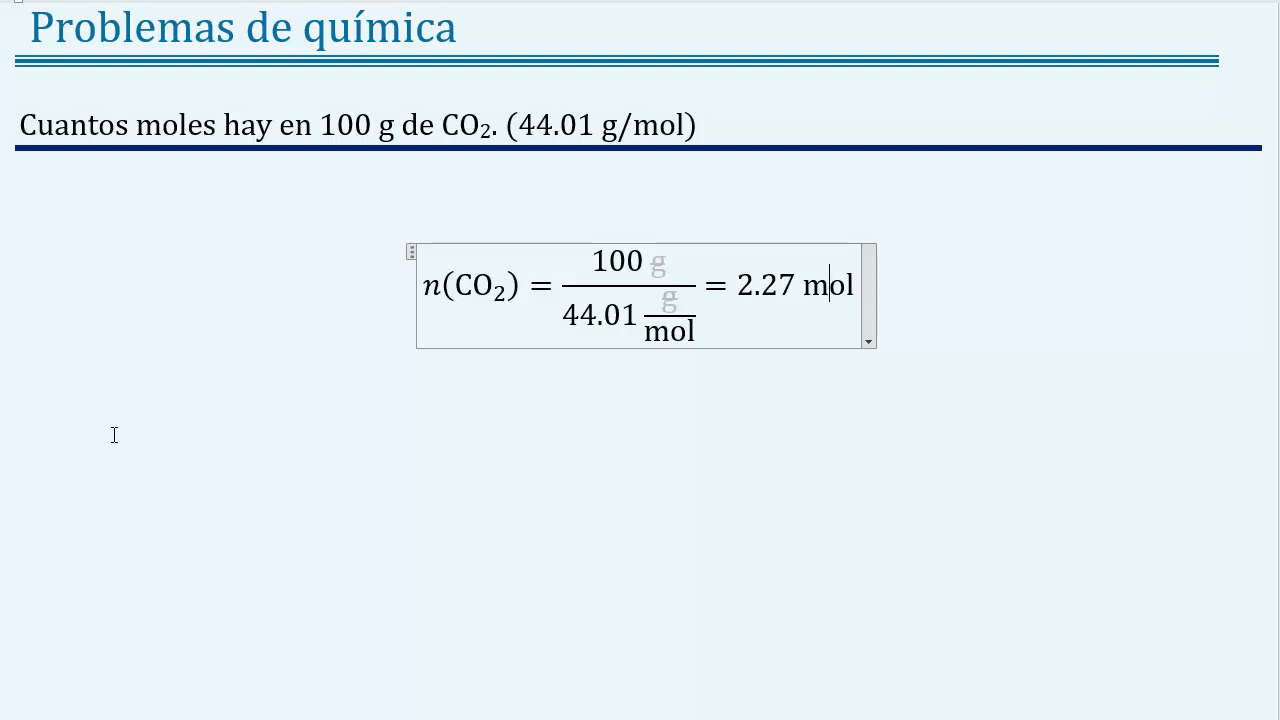 Problemas de química
Cuantos moles hay en 100 g de CO₂. (44.01 g/mol)
n(CO₂) = 100 g / 44.01 g/mol = 2.27 mol